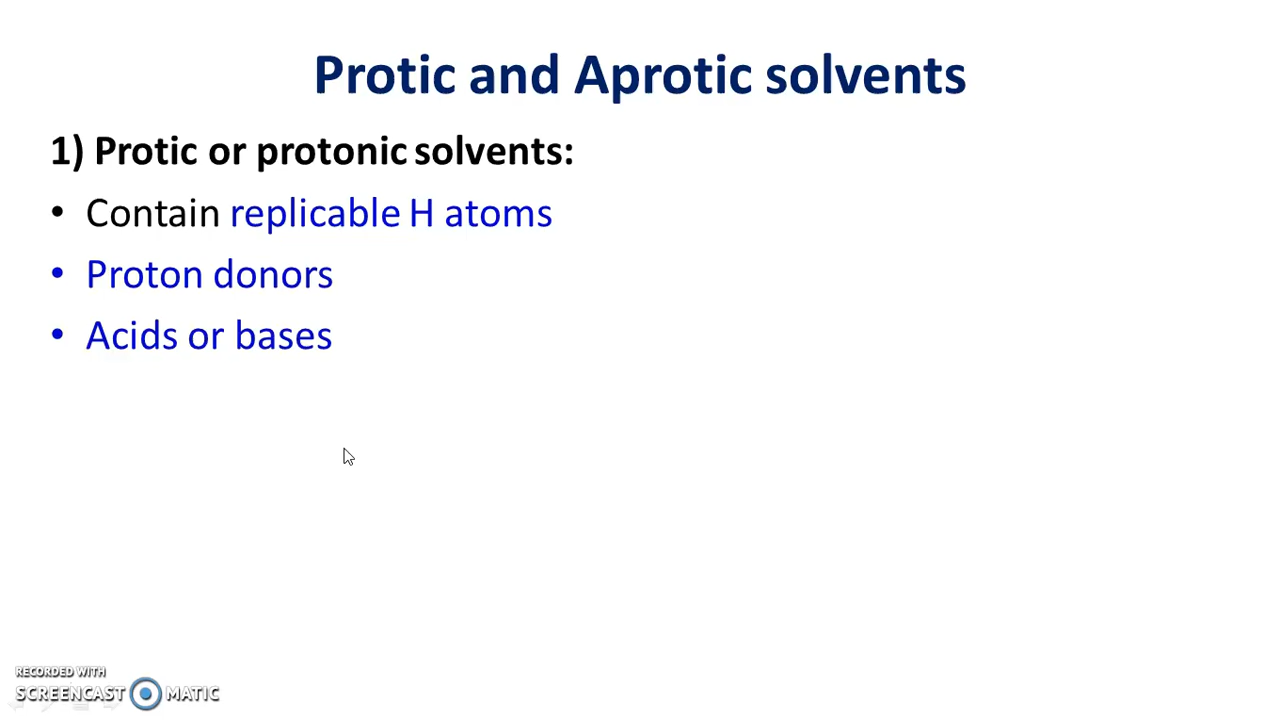 Protic and Aprotic solvents
1) Protic or protonic solvents:
• Contain replicable H atoms
• Proton donors
• Acids or bases
RECORDED WITH
SCREENCAST MATIC